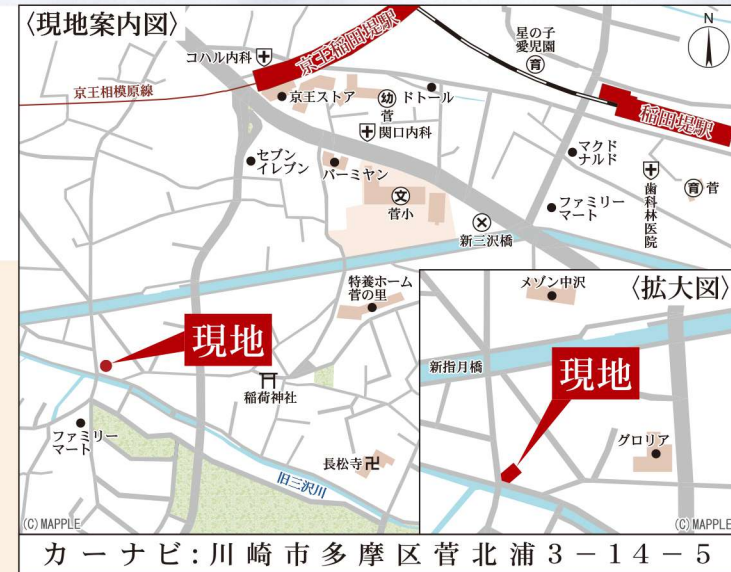 〈現地案内図〉
N
星の子
愛児園
育
コハル内科
京王稲田堤駅
京王相模原線
京王ストア
幼
菅
ドトール
稲田堤駅
関口内科
マクド
ナルド
セブン
イレブン
バーミヤン
文
菅小
ファミリー
マート
歯科林医院
育 菅
新三沢橋
特養ホーム
菅の里
現地
稲荷神社
ファミリー
マート
長松寺
旧三沢川
(C)MAPPLE
〈拡大図〉
メゾン中沢
新指月橋
現地
グロリア
(C)MAPPLE
カーナビ:川崎市多摩区菅北浦3-14-5